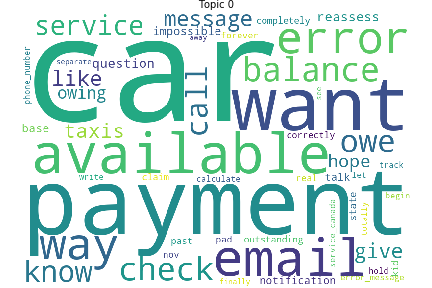 Topic 0
service message completely reassess
impossible error
car
phone_number like away forever
separate question call balance
owing want
base taxis see
correctly owe
available hope track
write claim real talk let
calculate begin
payment
way state totally
past pad outstanding service_canada give
know check nov email hold kid
notification error_message
finally